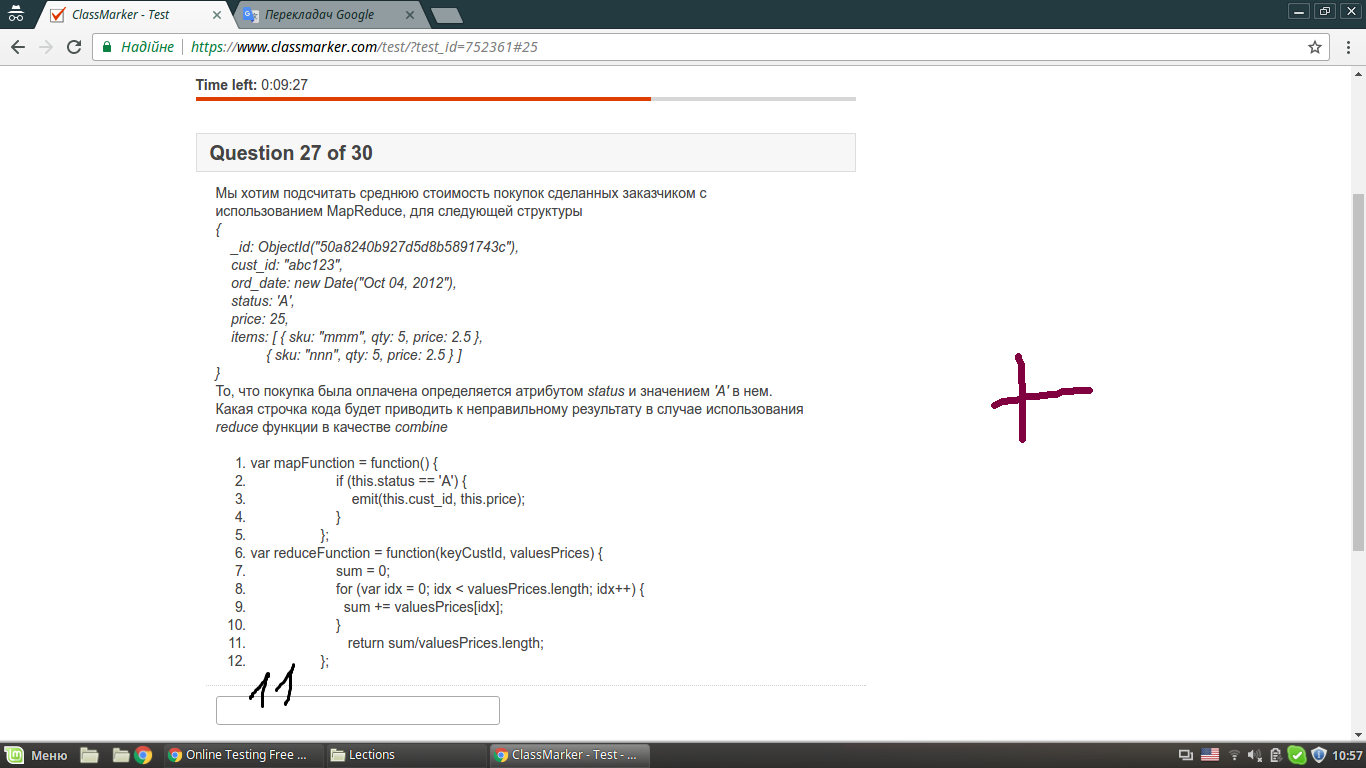 ClassMarker - Test
Перекладач Google
Надійне https://www.classmarker.com/test/?test_id=752361#25
Time left: 0:09:27
Question 27 of 30
Мы хотим подсчитать среднюю стоимость покупок сделанных заказчиком с
использованием MapReduce, для следующей структуры
{
_id: ObjectId("50a8240b927d5d8b5891743c"),
cust_id: "abc123",
ord_date: new Date("Oct 04, 2012"),
status: 'A',
price: 25,
items: [ { sku: "mmm", qty: 5, price: 2.5 },
{ sku: "nnn", qty: 5, price: 2.5 } ]
}
То, что покупка была оплачена определяется атрибутом status и значением 'A' в нем.
Какая строчка кода будет приводить к неправильному результату в случае использования
reduce функции в качестве combine
1. var mapFunction = function() {
2. if (this.status == 'A') {
3. emit(this.cust_id, this.price);
4. }
5. };
6. var reduceFunction = function(keyCustId, valuesPrices) {
7. sum = 0;
8. for (var idx = 0; idx < valuesPrices.length; idx++) {
9. sum += valuesPrices[idx];
10. }
11. return sum/valuesPrices.length;
12. };
11
Меню
Online Testing Free ...
Lections
ClassMarker - Test - ...
10:57